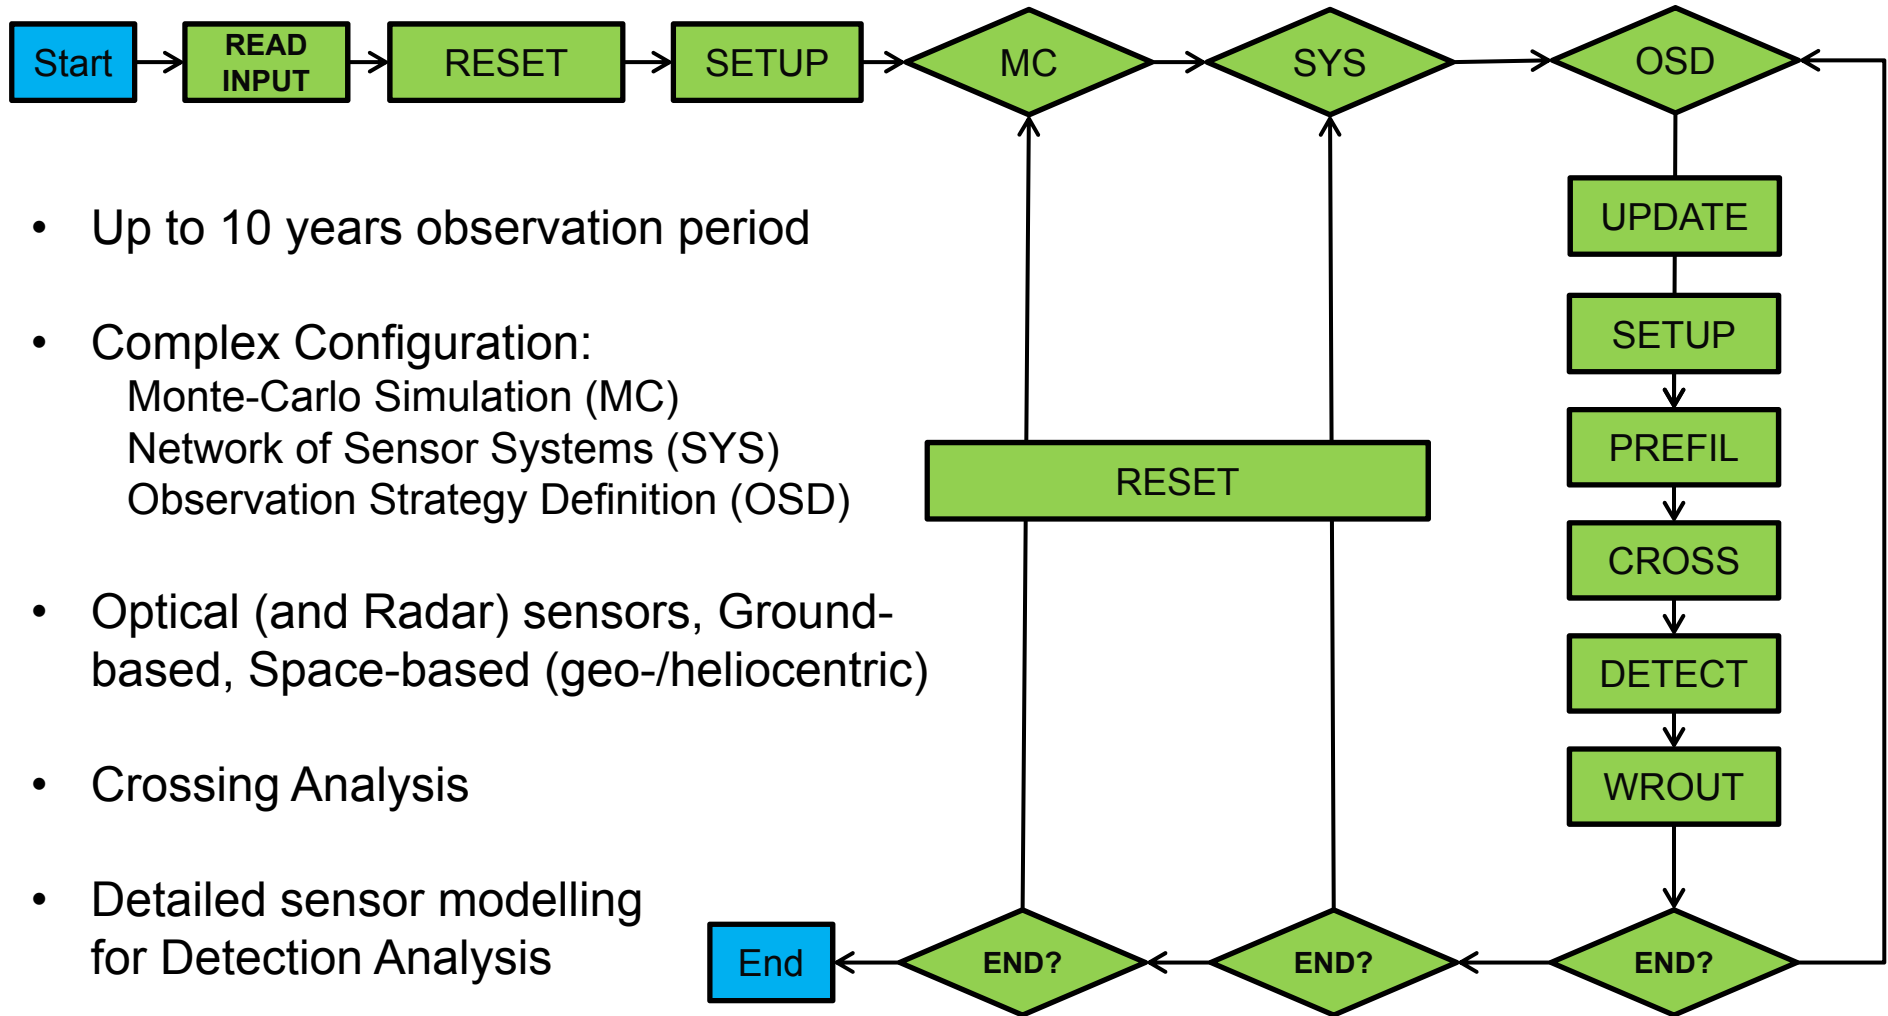 Start
READ
INPUT
RESET
SETUP
MC
SYS
OSD
• Up to 10 years observation period
• Complex Configuration:
Monte-Carlo Simulation (MC)
Network of Sensor Systems (SYS)
Observation Strategy Definition (OSD)
• Optical (and Radar) sensors, Ground-
based, Space-based (geo-/heliocentric)
• Crossing Analysis
• Detailed sensor modelling
for Detection Analysis
RESET
UPDATE
SETUP
PREFIL
CROSS
DETECT
WROUT
End
END?
END?
END?